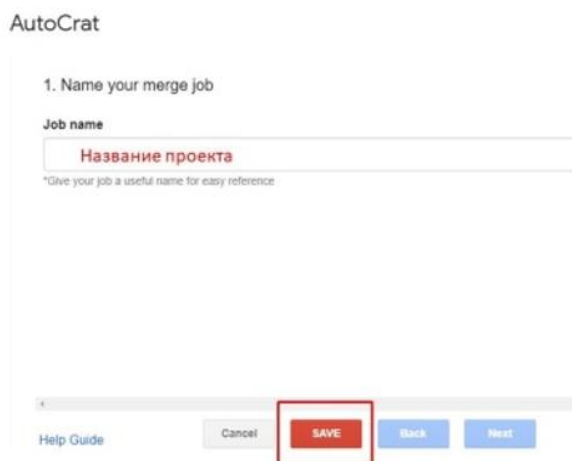 AutoCrat
1. Name your merge job
Job name
Название проекта
*Give your job a useful name for easy reference
Help Guide Cancel SAVE Back Next